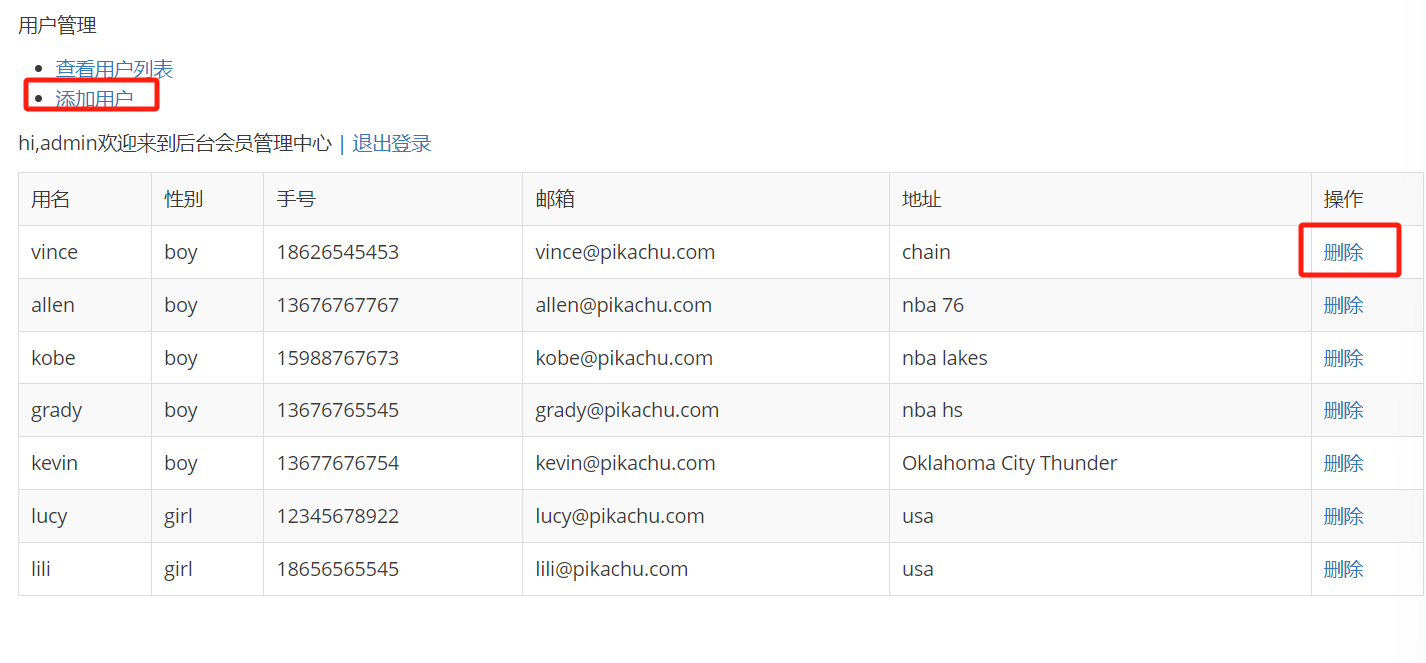 用户管理
查看用户列表
添加用户
hi,admin欢迎来到后台会员管理中心 | 退出登录
用名 性别 手号 邮箱 地址 操作
vince boy 18626545453 vince@pikachu.com chain 删除
allen boy 13676767767 allen@pikachu.com nba 76 删除
kobe boy 15988767673 kobe@pikachu.com nba lakes 删除
grady boy 13676765545 grady@pikachu.com nba hs 删除
kevin boy 13677676754 kevin@pikachu.com Oklahoma City Thunder 删除
lucy girl 12345678922 lucy@pikachu.com usa 删除
lili girl 18656565545 lili@pikachu.com usa 删除